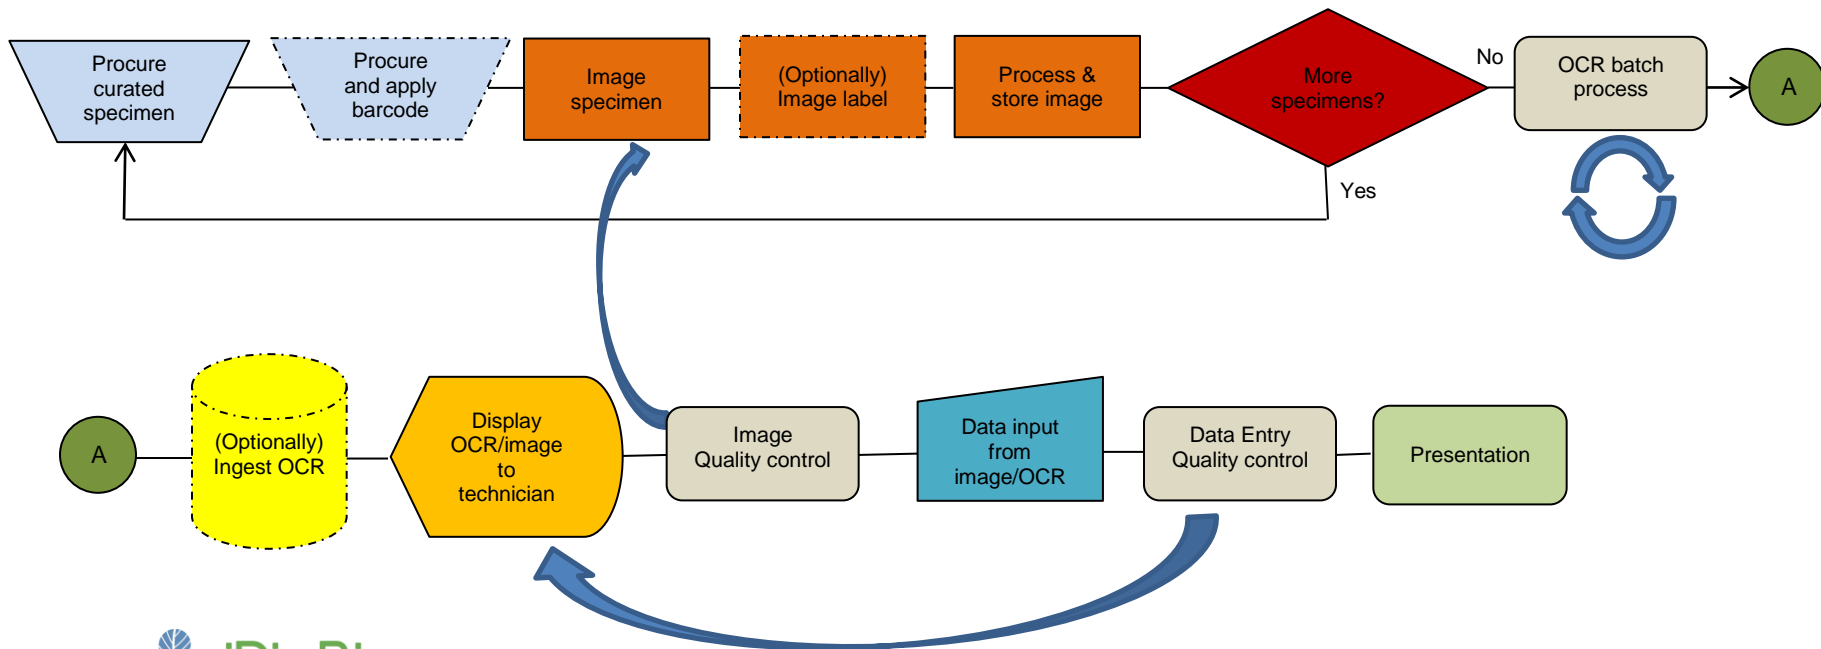 Procure
curated
specimen
Procure
and apply
barcode
Image
specimen
(Optionally)
Image label
Process &
store image
More
specimens?
No
Yes
OCR batch
process
A
A
(Optionally)
Ingest OCR
Display
OCR/image
to
technician
Image
Quality control
Data input
from
image/OCR
Data Entry
Quality control
Presentation